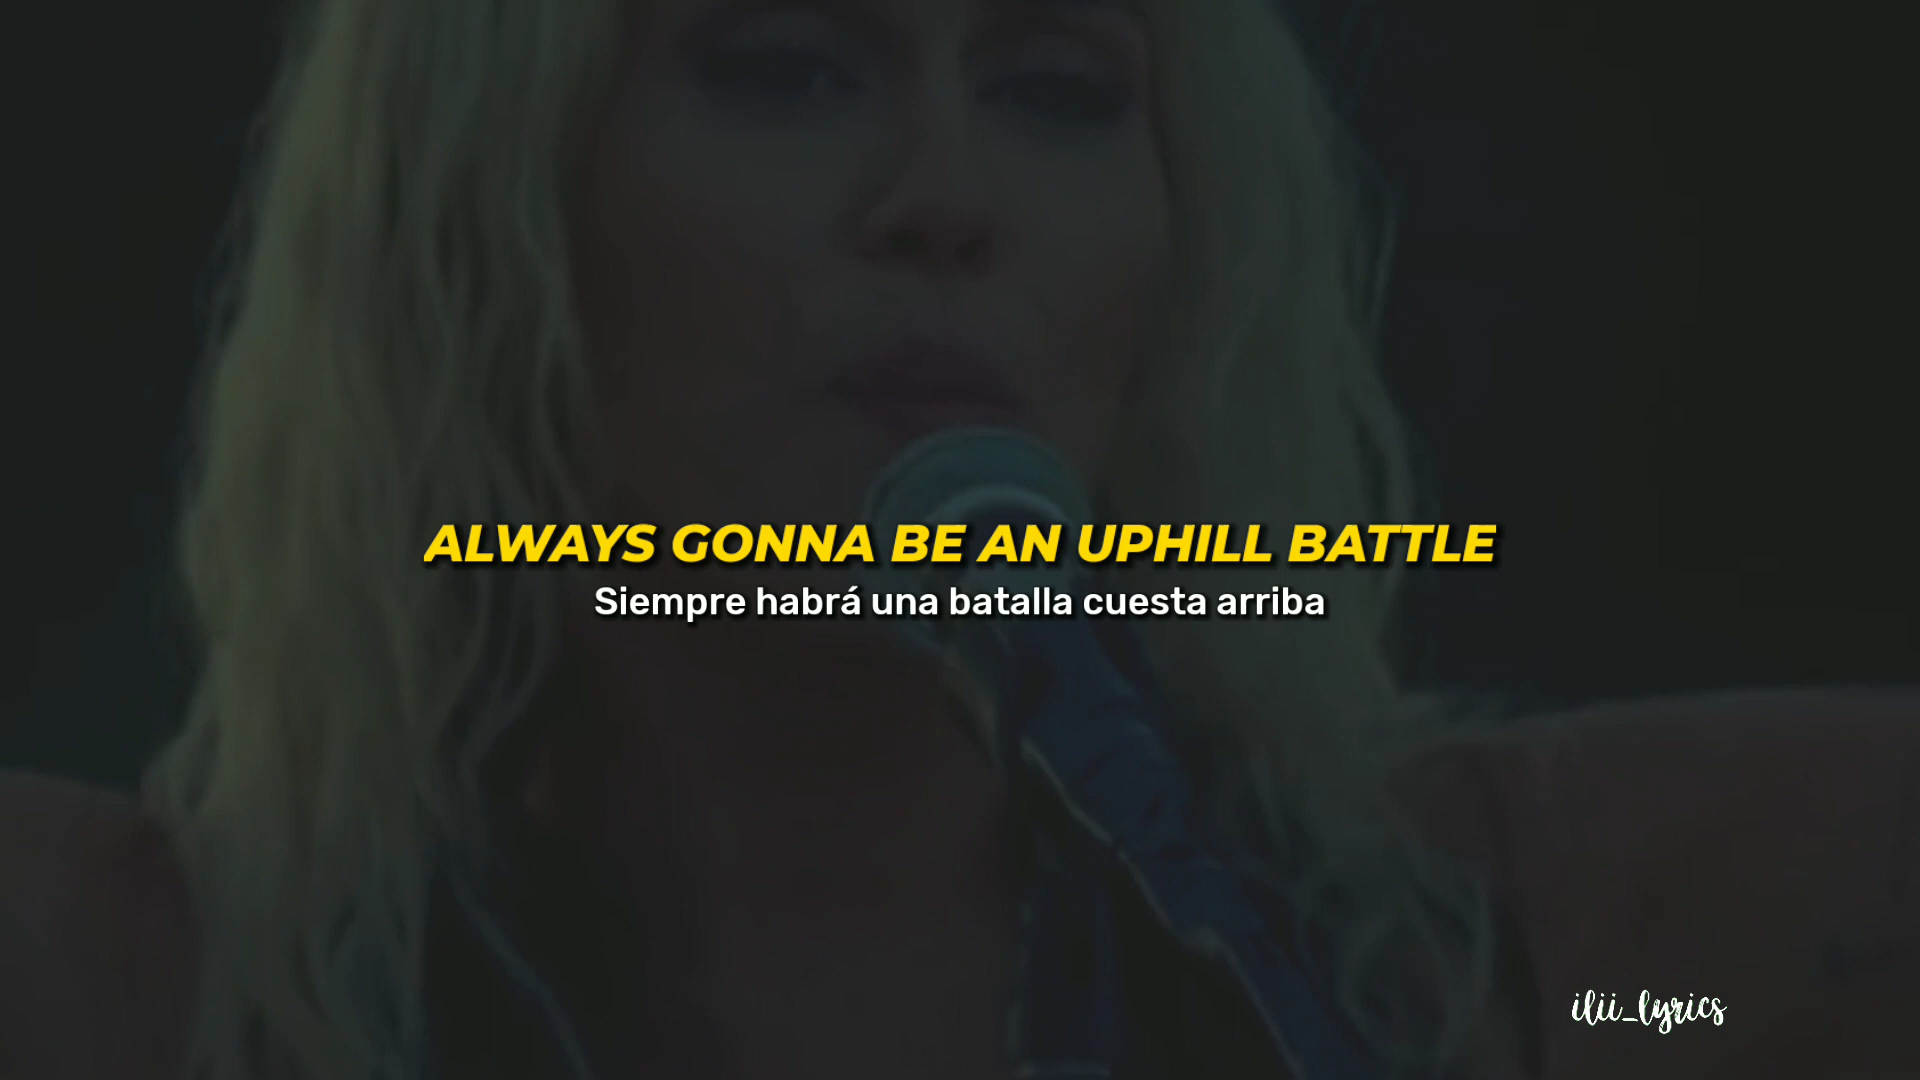 ALWAYS GONNA BE AN UPHILL BATTLE
Siempre habrá una batalla cuesta arriba
ilii_lyrics